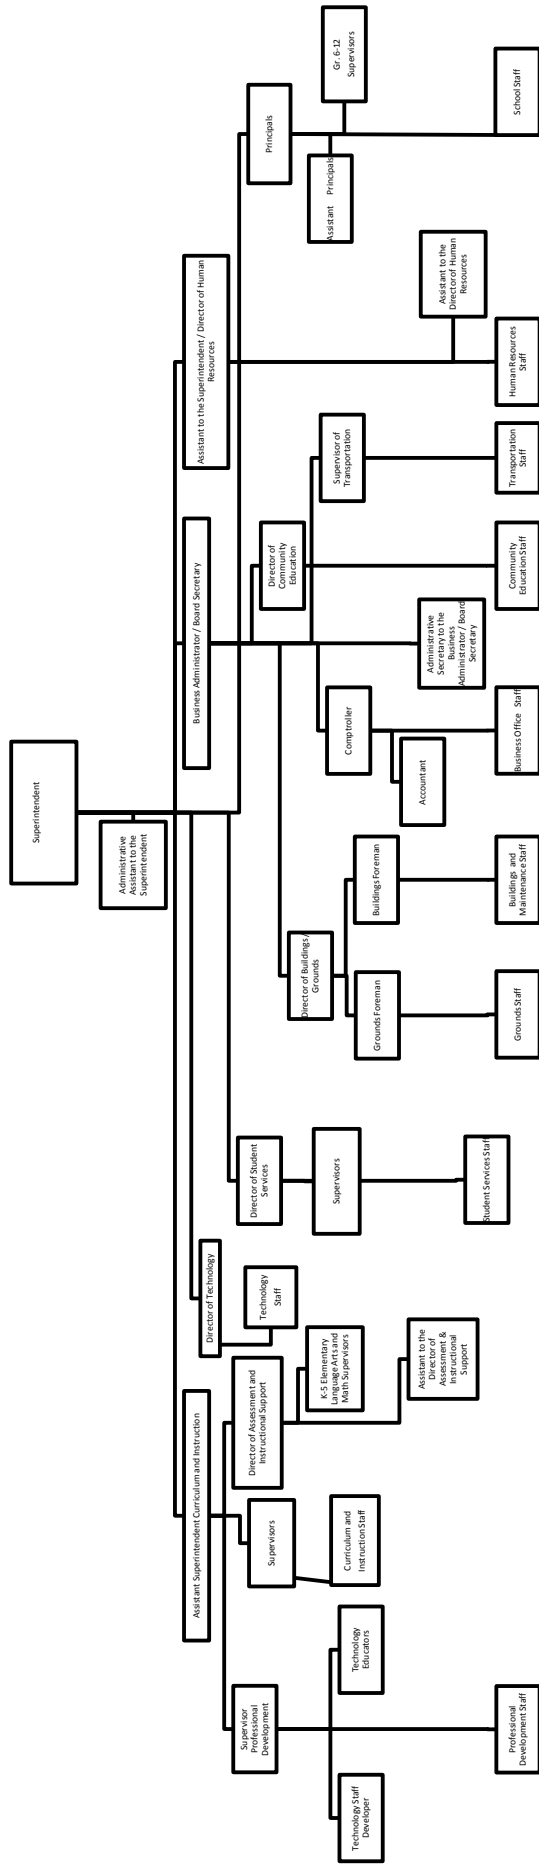 Superintendent
Administrative
Assistant to the
Superintendent
Assistant Superintendent Curriculum and Instruction
Business Administrator / Board Secretary
Assistant to the Superintendent / Director of Human
Resources
Director of Technology
Technology
Staff
Supervisor
Professional
Development
Supervisors
Director of Assessment and
Instructional Support
Director of Student
Services
Director of
Community
Education
Principals
Director of Buildings /
Grounds
Technology Staff
Developer
Technology
Educators
Curriculum and
Instruction Staff
K-5 Elementary
Language Arts and
Math Supervisors
Supervisors
Comptroller
Supervisor of
Transportation
Assistant Principals
Gr. 6-12
Supervisors
Grounds Foreman
Buildings Foreman
Assistant to the
Director of
Assessment &
Instructional
Support
Accountant
Administrative
Secretary to the
Business
Administrator / Board
Secretary
Assistant to the
Director of Human
Resources
Student Services Staff
Professional
Development Staff
Grounds Staff
Buildings and
Maintenance Staff
Business Office Staff
Community
Education Staff
Transportation
Staff
Human Resources
Staff
School Staff